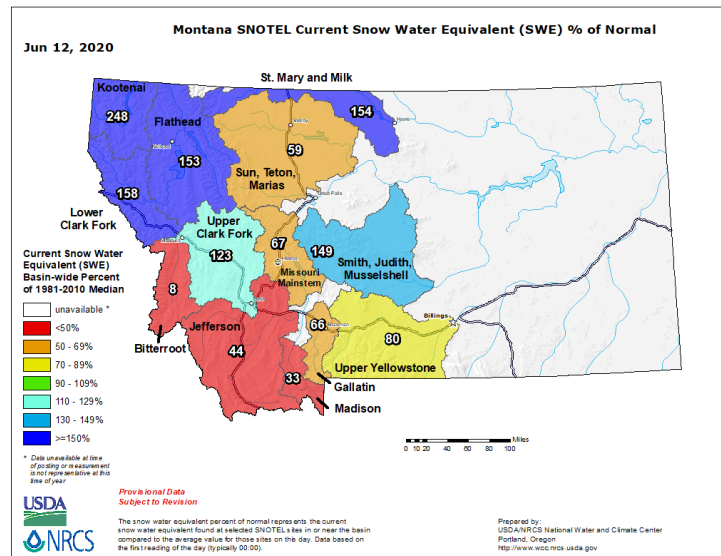 Montana SNOTEL Current Snow Water Equivalent (SWE) % of Normal
Jun 12, 2020
St. Mary and Milk
Kootenai
154
248
Flathead
Shelby
Havre
Kalispell
153
59
Sun, Teton,
Marias
158
Great Falls
Lower
Clark Fork
Upper
Clark Fork
Missoula
123
67
149
Helena
Smith, Judith,
Musselshell
Missouri
Mainstem
Current Snow Water
Equivalent (SWE)
Basin-wide Percent
of 1981-2010 Median
unavailable *
<50%
50 - 69%
70 - 89%
90 - 109%
110 - 129%
130 - 149%
>=150%
8
Butte
Bitterroot
Jefferson
44
66
Bozeman
Billings
80
Upper Yellowstone
33
Gallatin
Madison
0 10 20 40 60 80 100 Miles
* Data unavailable at time
of posting or measurement
is not representative at this
time of year
Provisional Data
Subject to Revision
USDA
NRCS
The snow water equivalent percent of normal represents the current
snow water equivalent found at selected SNOTEL sites in or near the basin
compared to the average value for those sites on this day. Data based on
the first reading of the day (typically 00:00).
Prepared by:
USDA/NRCS National Water and Climate Center
Portland, Oregon
http://www.wcc.nrcs.usda.gov